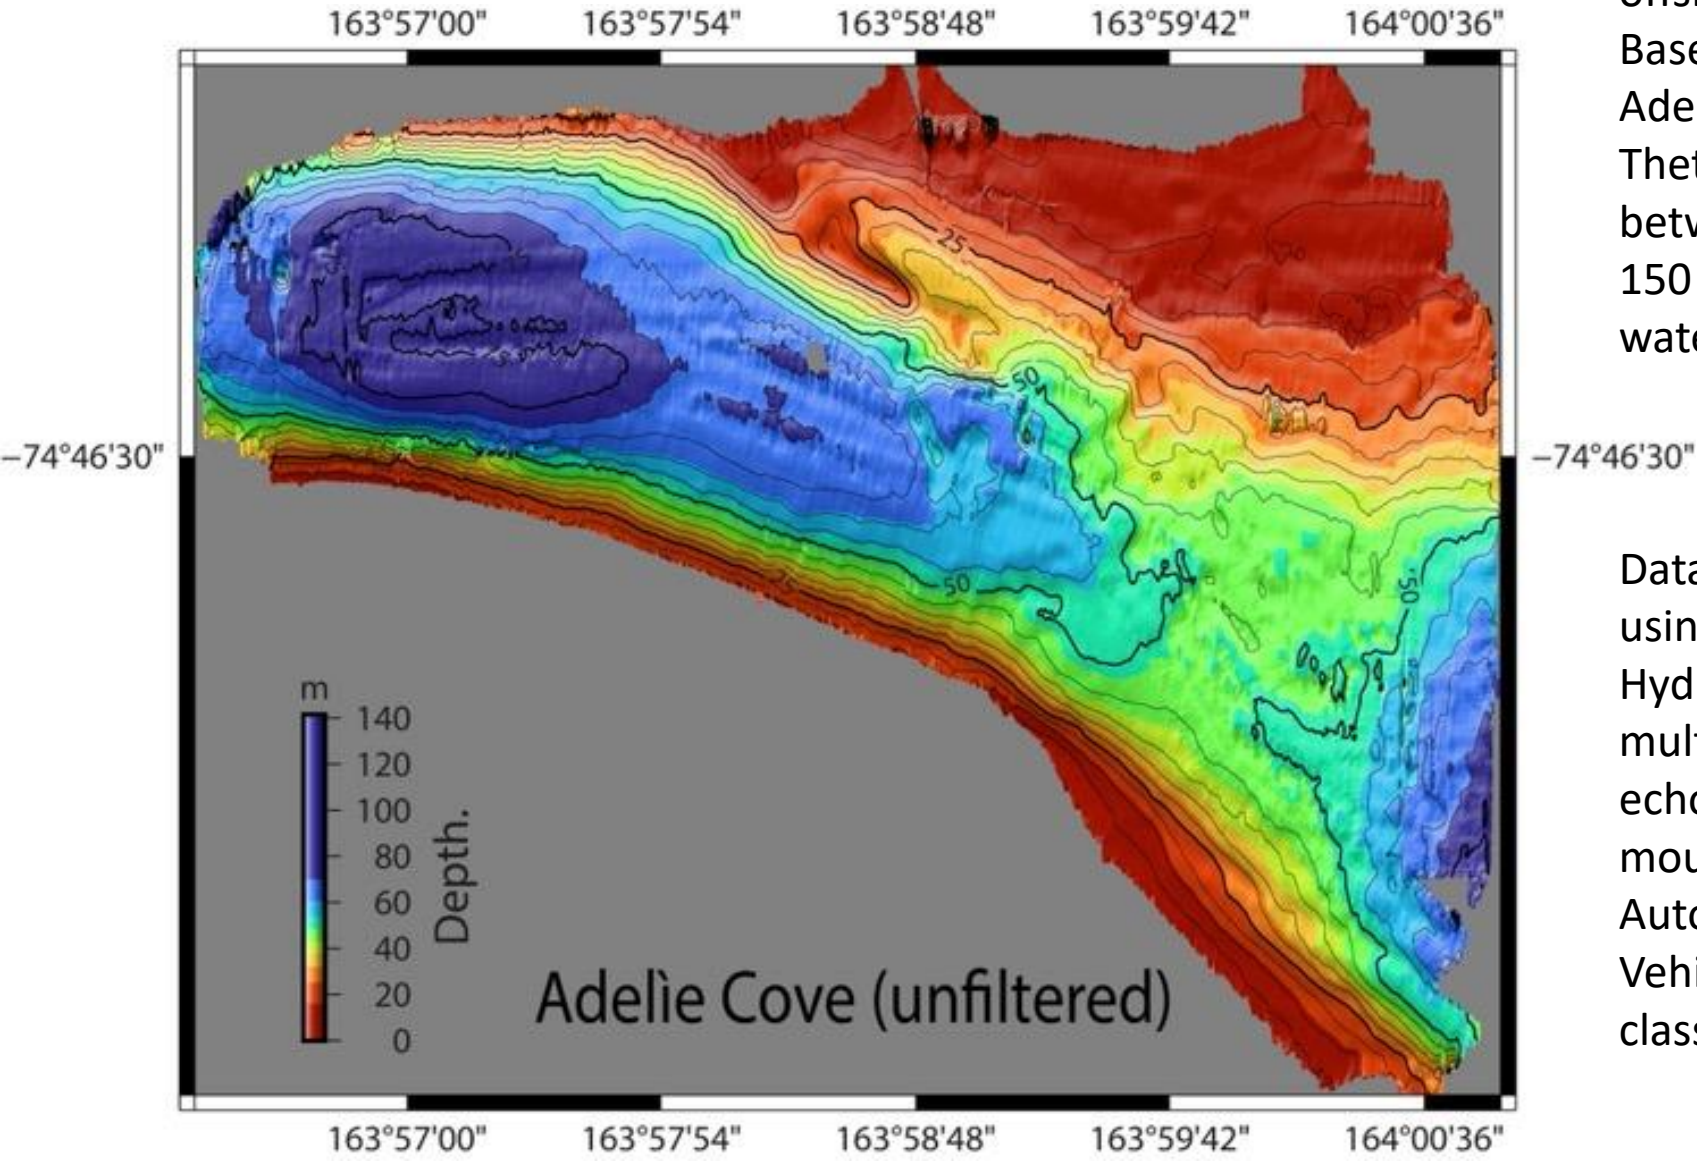 163°57'00" 163°57'54" 163°58'48" 163°59'42" 164°00'36"
25
50
−74°46'30" −74°46'30"
50
50
m
140
120
100
80
60
40
20
0
Depth.
Adelìe Cove (unfiltered)
163°57'00" 163°57'54" 163°58'48" 163°59'42" 164°00'36"
Base
Ade
Thet
betw
150
wate
Data
usin
Hyd
mult
echo
mou
Auto
Vehi
class